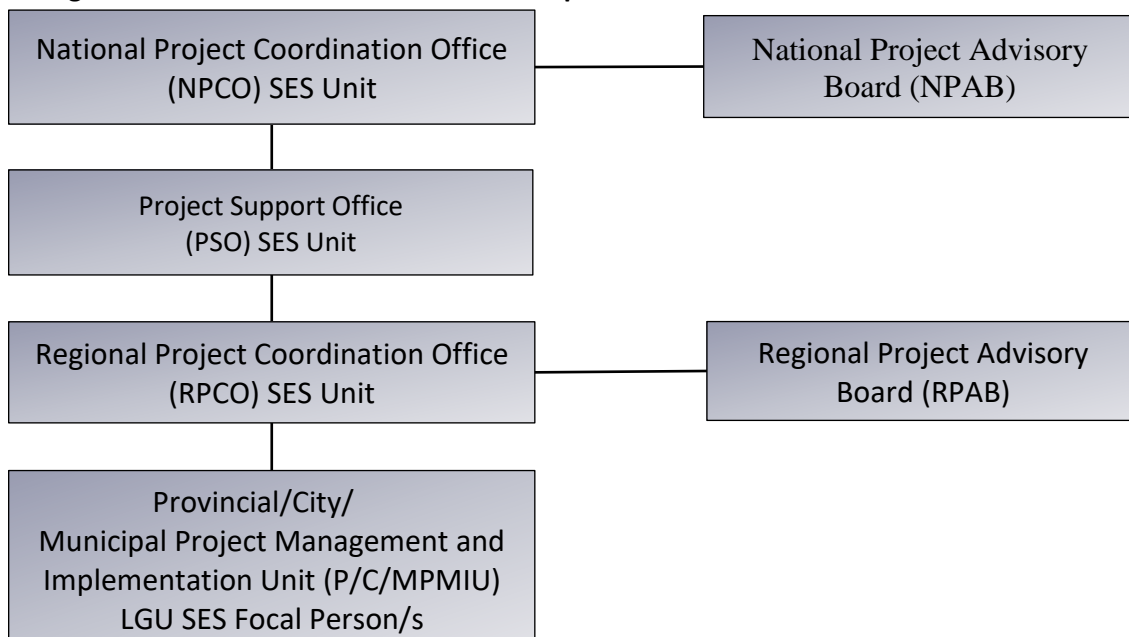 National Project Coordination Office
(NPCO) SES Unit
National Project Advisory
Board (NPAB)
Project Support Office
(PSO) SES Unit
Regional Project Coordination Office
(RPCO) SES Unit
Regional Project Advisory
Board (RPAB)
Provincial/City/
Municipal Project Management and
Implementation Unit (P/C/MPMIU)
LGU SES Focal Person/s